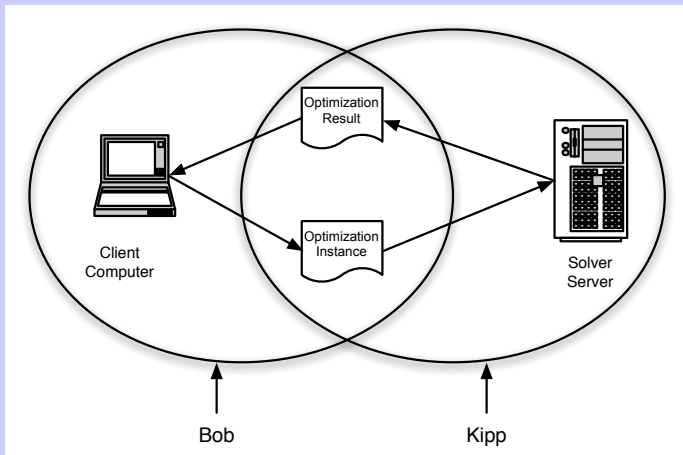 Optimization
Result
Client
Computer
Optimization
Instance
Solver
Server
Bob
Kipp